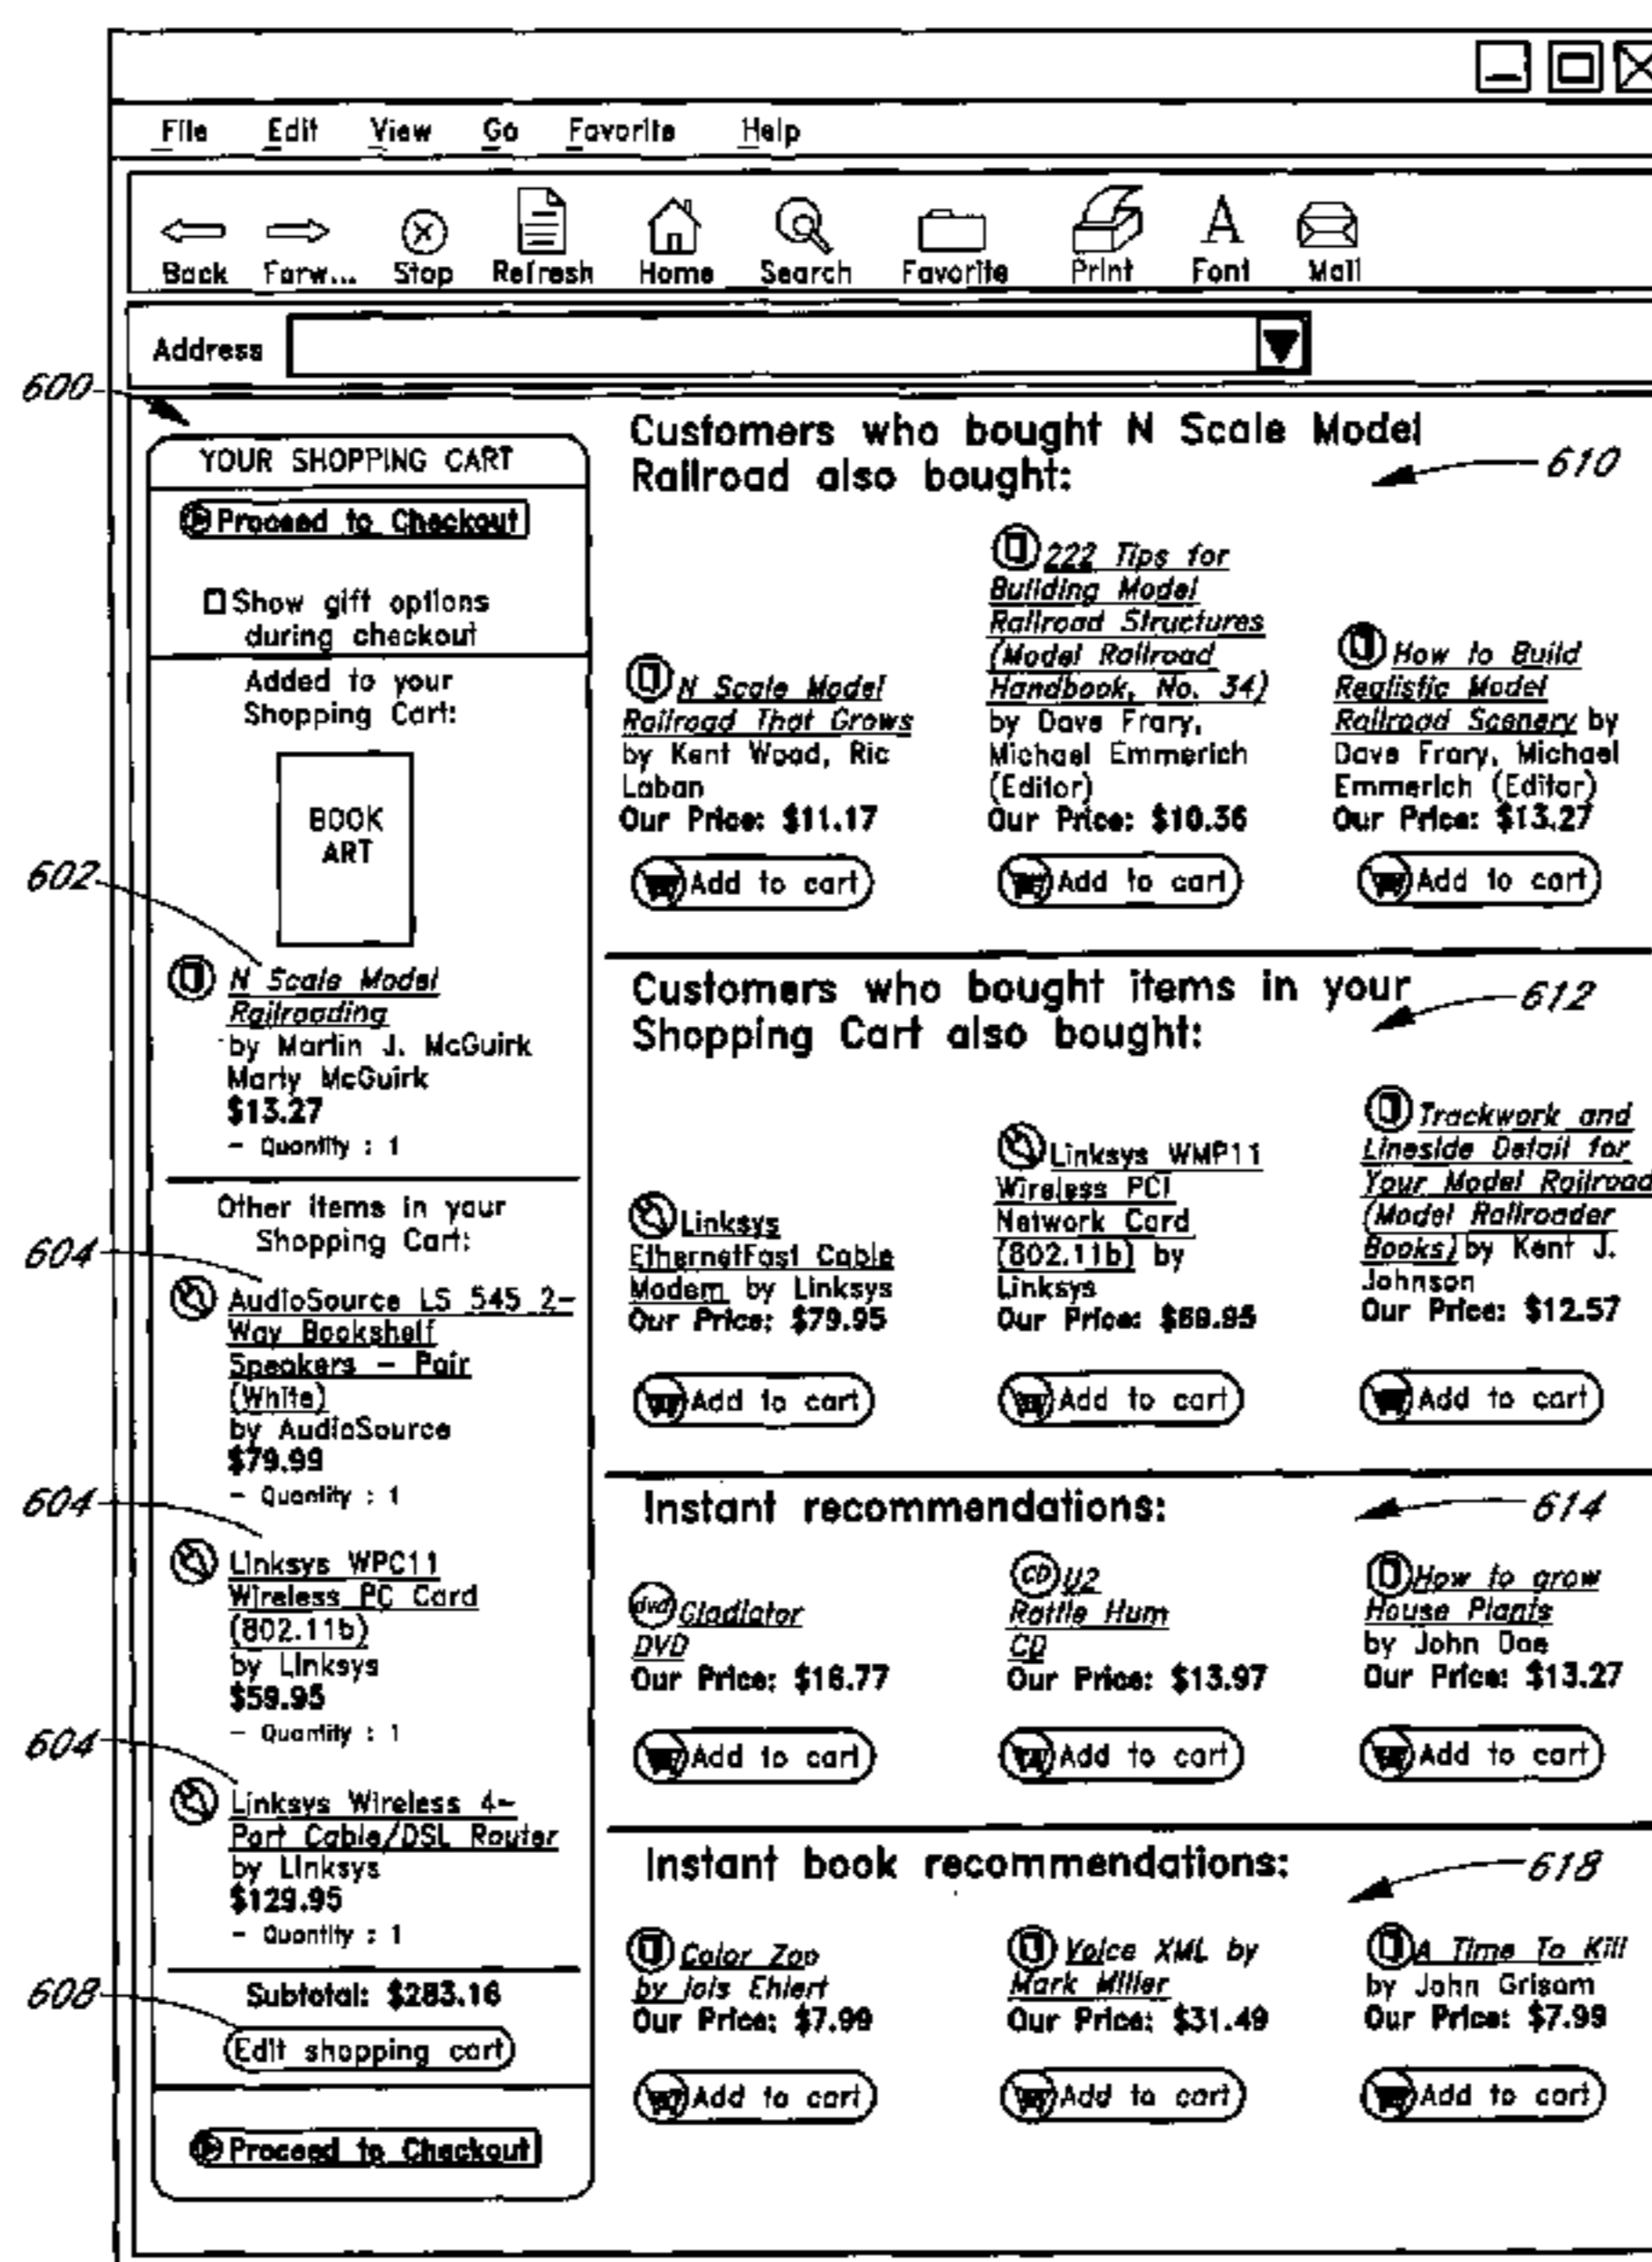 File Edit View Go Favorite Help
Back Forw... Stop Refresh Home Search Favorite Print Font Mail
Address
600
YOUR SHOPPING CART
Proceed to Checkout
Show gift options
during checkout
Added to your
Shopping Cart:
BOOK
ART
602
N Scale Model
Railroading
by Martin J. McGuirk
Marty McGuirk
$13.27
- Quantity : 1
Other items in your
Shopping Cart:
604
AudioSource LS 545 2-
Way Bookshelf
Speakers - Pair
(White)
by AudioSource
$79.99
- Quantity : 1
604
Linksys WPC11
Wireless PC Card
(802.11b)
by Linksys
$59.95
- Quantity : 1
604
Linksys Wireless 4-
Port Cable/DSL Router
by Linksys
$129.95
- Quantity : 1
Subtotal: $283.16
608
Edit shopping cart
Proceed to Checkout
Customers who bought N Scale Model
Railroad also bought:
610
N Scale Model
Railroad That Grows
by Kent Wood, Ric
Laban
Our Price: $11.17
Add to cart
222 Tips for
Building Model
Railroad Structures
(Model Railroad
Handbook, No. 34)
by Dave Frary,
Michael Emmerich
(Editor)
Our Price: $10.36
Add to cart
How to Build
Realistic Model
Railroad Scenery by
Dave Frary, Michael
Emmerich (Editor)
Our Price: $13.27
Add to cart
Customers who bought items in your
Shopping Cart also bought:
612
Linksys
EthernetFast Cable
Modem by Linksys
Our Price: $79.95
Add to cart
Linksys WMP11
Wireless PCI
Network Card
(802.11b) by
Linksys
Our Price: $69.95
Add to cart
Trackwork and
Lineside Detail for
Your Model Railroad
(Model Railroader
Books) by Kent J.
Johnson
Our Price: $12.57
Add to cart
Instant recommendations:
614
dvd Gladiator
DVD
Our Price: $16.77
Add to cart
CD U2
Rattle Hum
CD
Our Price: $13.97
Add to cart
How to grow
House Plants
by John Doe
Our Price: $13.27
Add to cart
Instant book recommendations:
618
Color Zoo
by lois Ehlert
Our Price: $7.99
Add to cart
Voice XML by
Mark Miller
Our Price: $31.49
Add to cart
A Time To Kill
by John Grisam
Our Price: $7.99
Add to cart